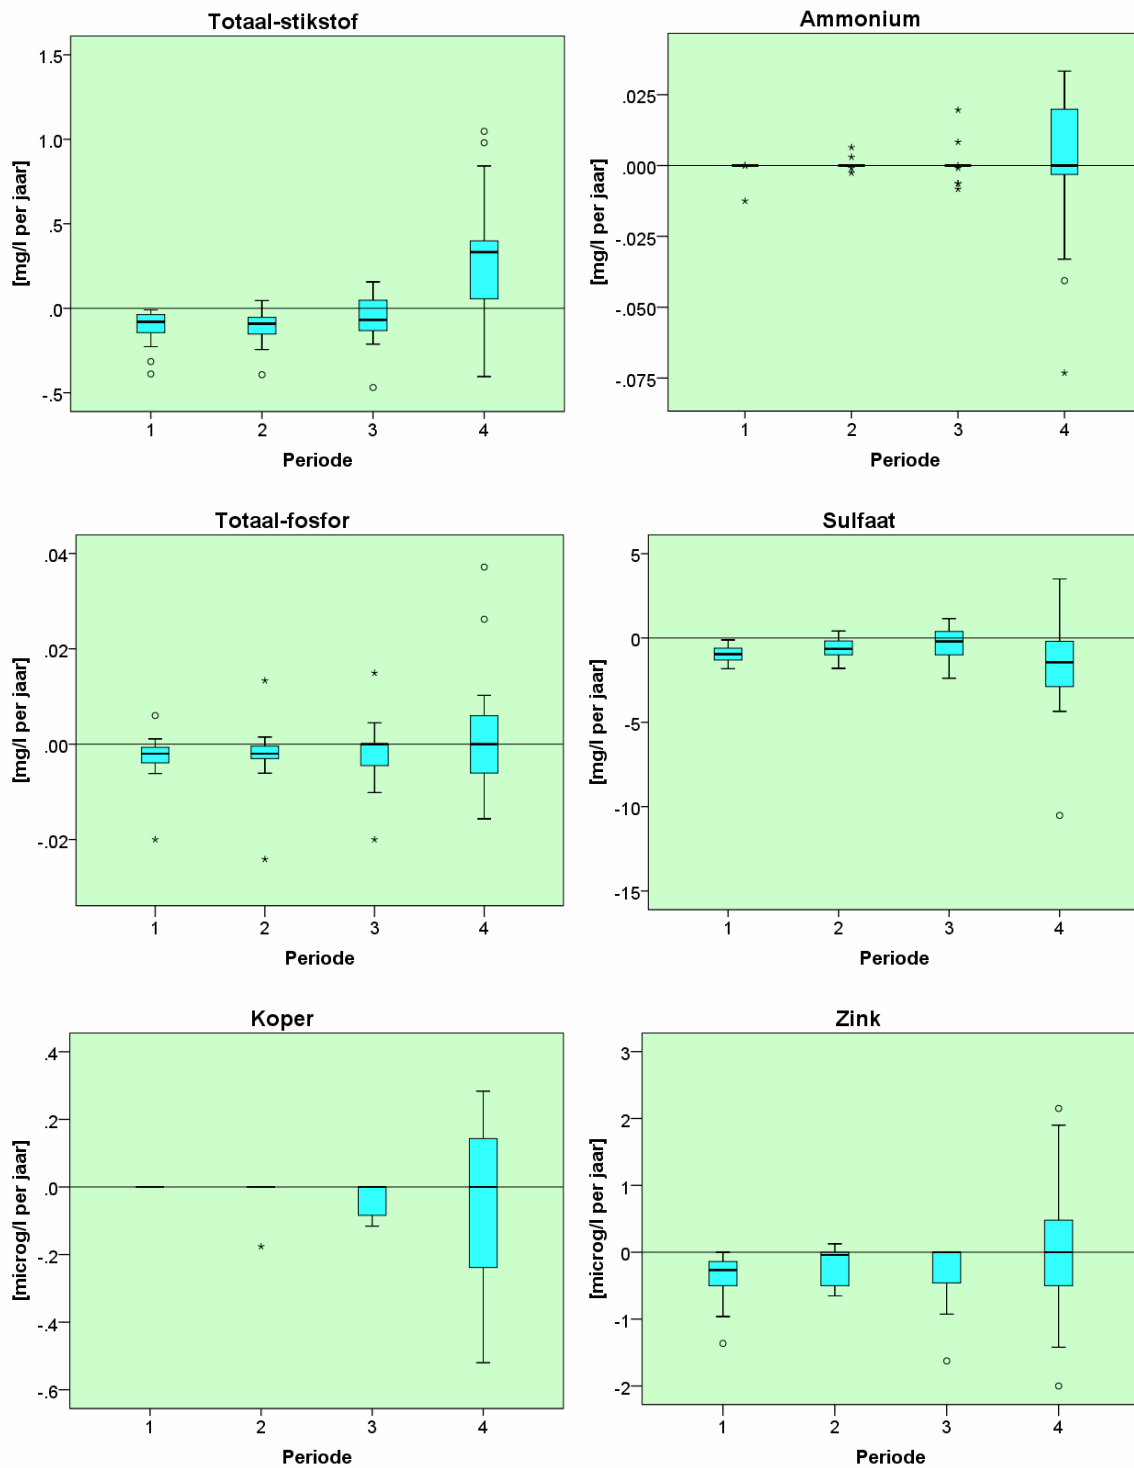 Totaal-stikstof
1.5
1.0
.5
.0
-.5
[mg/l per jaar]
1 2 3 4
Periode
Ammonium
.025
.000
-.025
-.050
-.075
[mg/l per jaar]
1 2 3 4
Periode
Totaal-fosfor
.04
.02
.00
-.02
[mg/l per jaar]
1 2 3 4
Periode
Sulfaat
5
0
-5
-10
-15
[mg/l per jaar]
1 2 3 4
Periode
Koper
.4
.2
.0
-.2
-.4
-.6
[microg/l per jaar]
1 2 3 4
Periode
Zink
3
2
1
0
-1
-2
[microg/l per jaar]
1 2 3 4
Periode